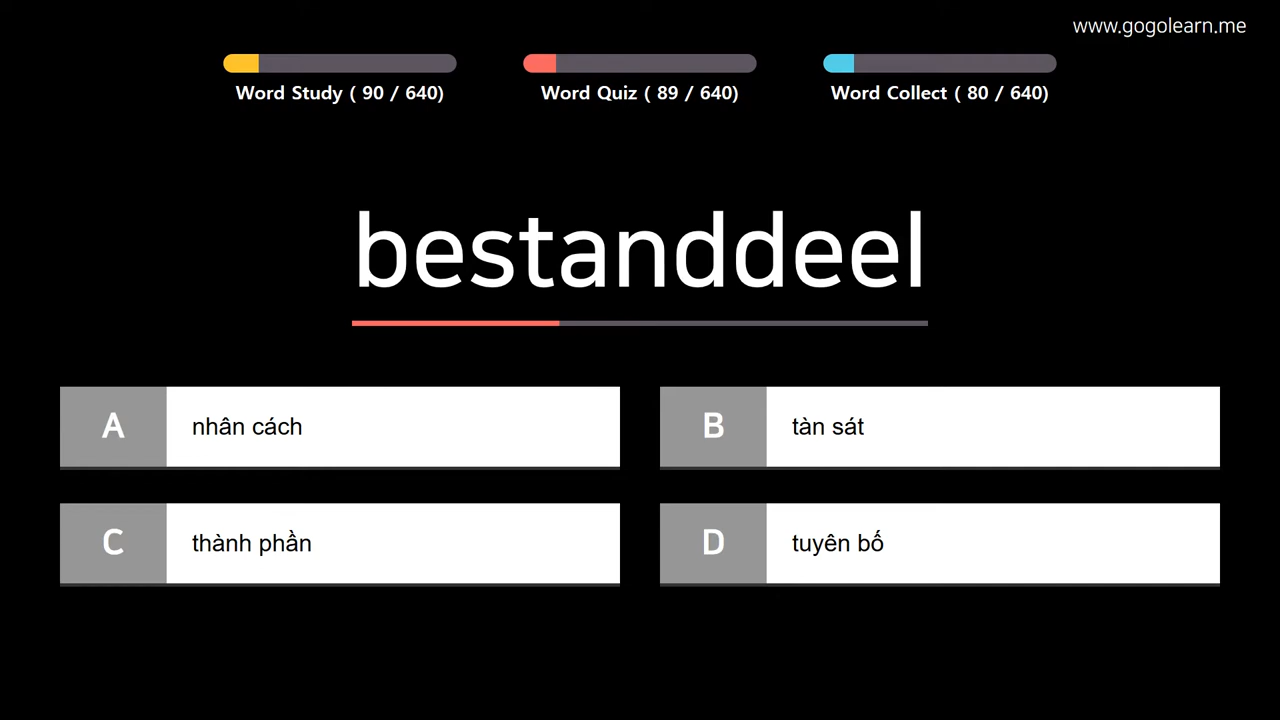 www.gogolearn.me
Word Study ( 90 / 640)
Word Quiz ( 89 / 640)
Word Collect ( 80 / 640)
bestanddeel
A nhân cách
B tàn sát
C thành phần
D tuyên bố